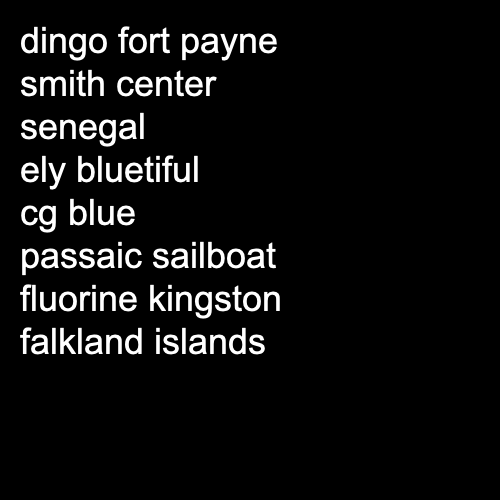 dingo fort payne
smith center
senegal
ely bluetiful
cg blue
passaic sailboat
fluorine kingston
falkland islands